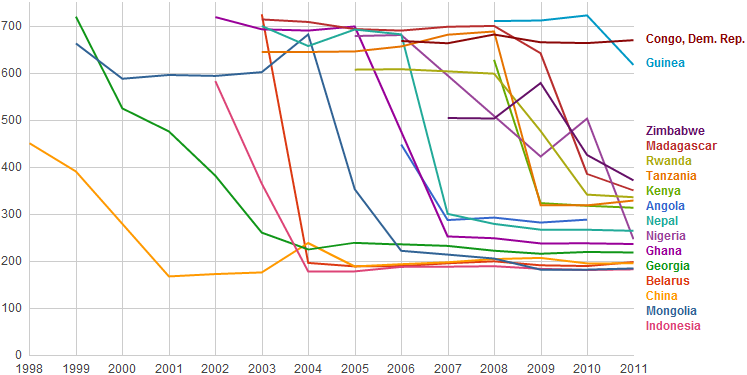 700
600
500
400
300
200
100
0
1998 1999 2000 2001 2002 2003 2004 2005 2006 2007 2008 2009 2010 2011
Congo, Dem. Rep.
Guinea
Zimbabwe
Madagascar
Rwanda
Tanzania
Kenya
Angola
Nepal
Nigeria
Ghana
Georgia
Belarus
China
Mongolia
Indonesia